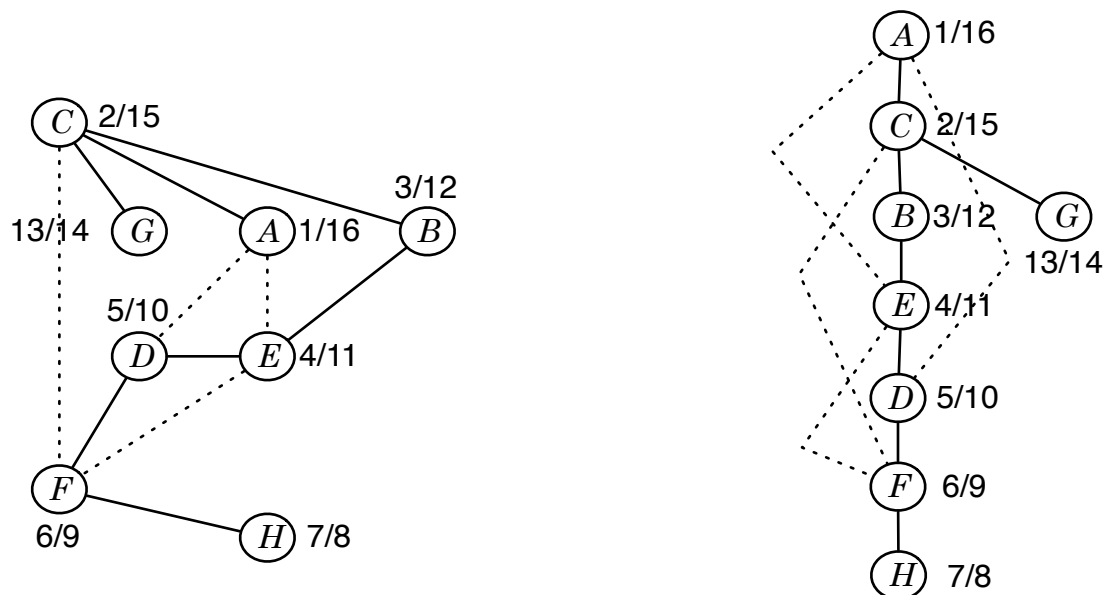 C 2/15
3/12
13/14 G A 1/16 B
5/10
D E 4/11
F
6/9
H 7/8
A 1/16
C 2/15
B 3/12 G
13/14
E 4/11
D 5/10
F 6/9
H 7/8